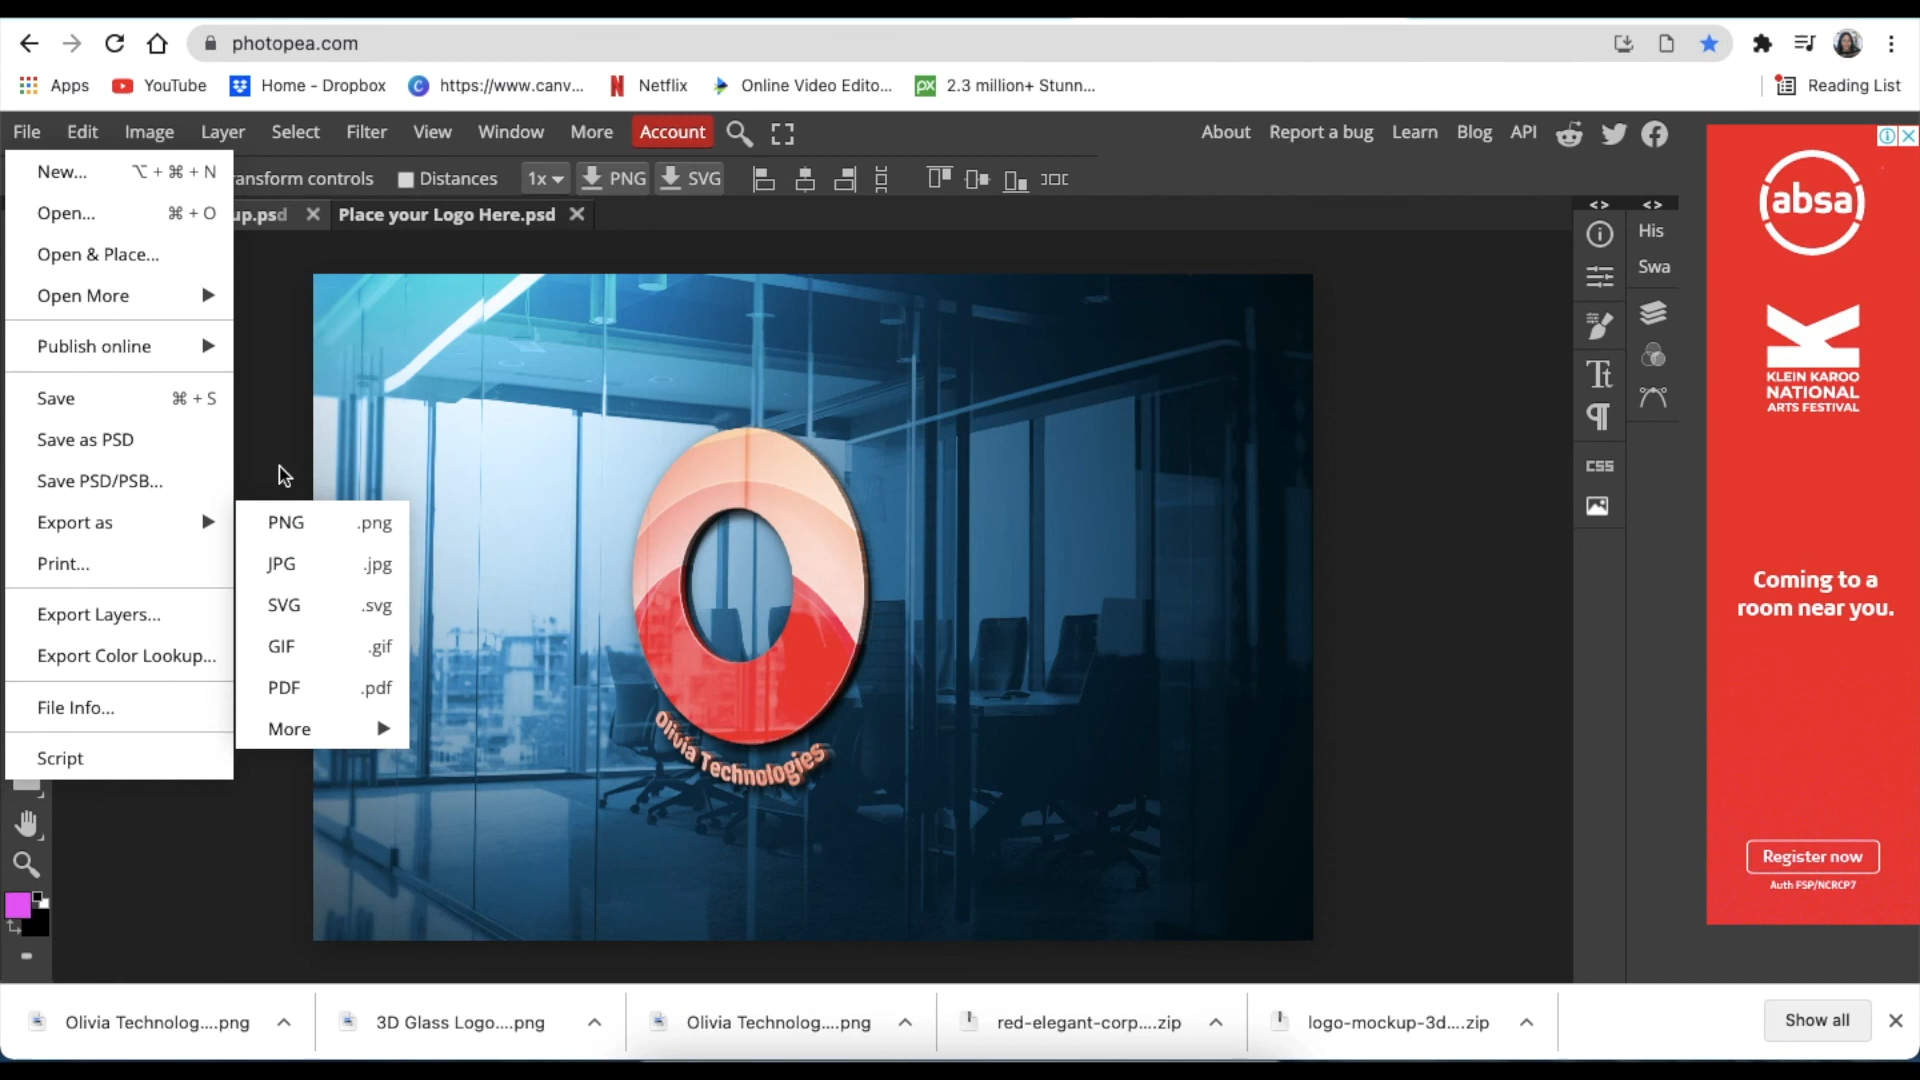 photopea.com
Apps YouTube Home - Dropbox https://www.canv... Netflix Online Video Edito... 2.3 million+ Stunn... Reading List
File Edit Image Layer Select Filter View Window More Account About Report a bug Learn Blog API
ansform controls Distances 1x PNG SVG
up.psd Place your Logo Here.psd
New... ⌥ + ⌘ + N
Open... ⌘ + O
Open & Place...
Open More
Publish online
Save ⌘ + S
Save as PSD
Save PSD/PSB...
Export as
Print...
Export Layers...
Export Color Lookup...
File Info...
Script
PNG .png
JPG .jpg
SVG .svg
GIF .gif
PDF .pdf
More
Olivia Technologies
His
Swa
CSS
absa
KLEIN KAROO
NATIONAL
ARTS FESTIVAL
Coming to a
room near you.
Register now
Auth FSP/NCRCP7
Olivia Technolog....png 3D Glass Logo....png Olivia Technolog....png red-elegant-corp....zip logo-mockup-3d....zip Show all